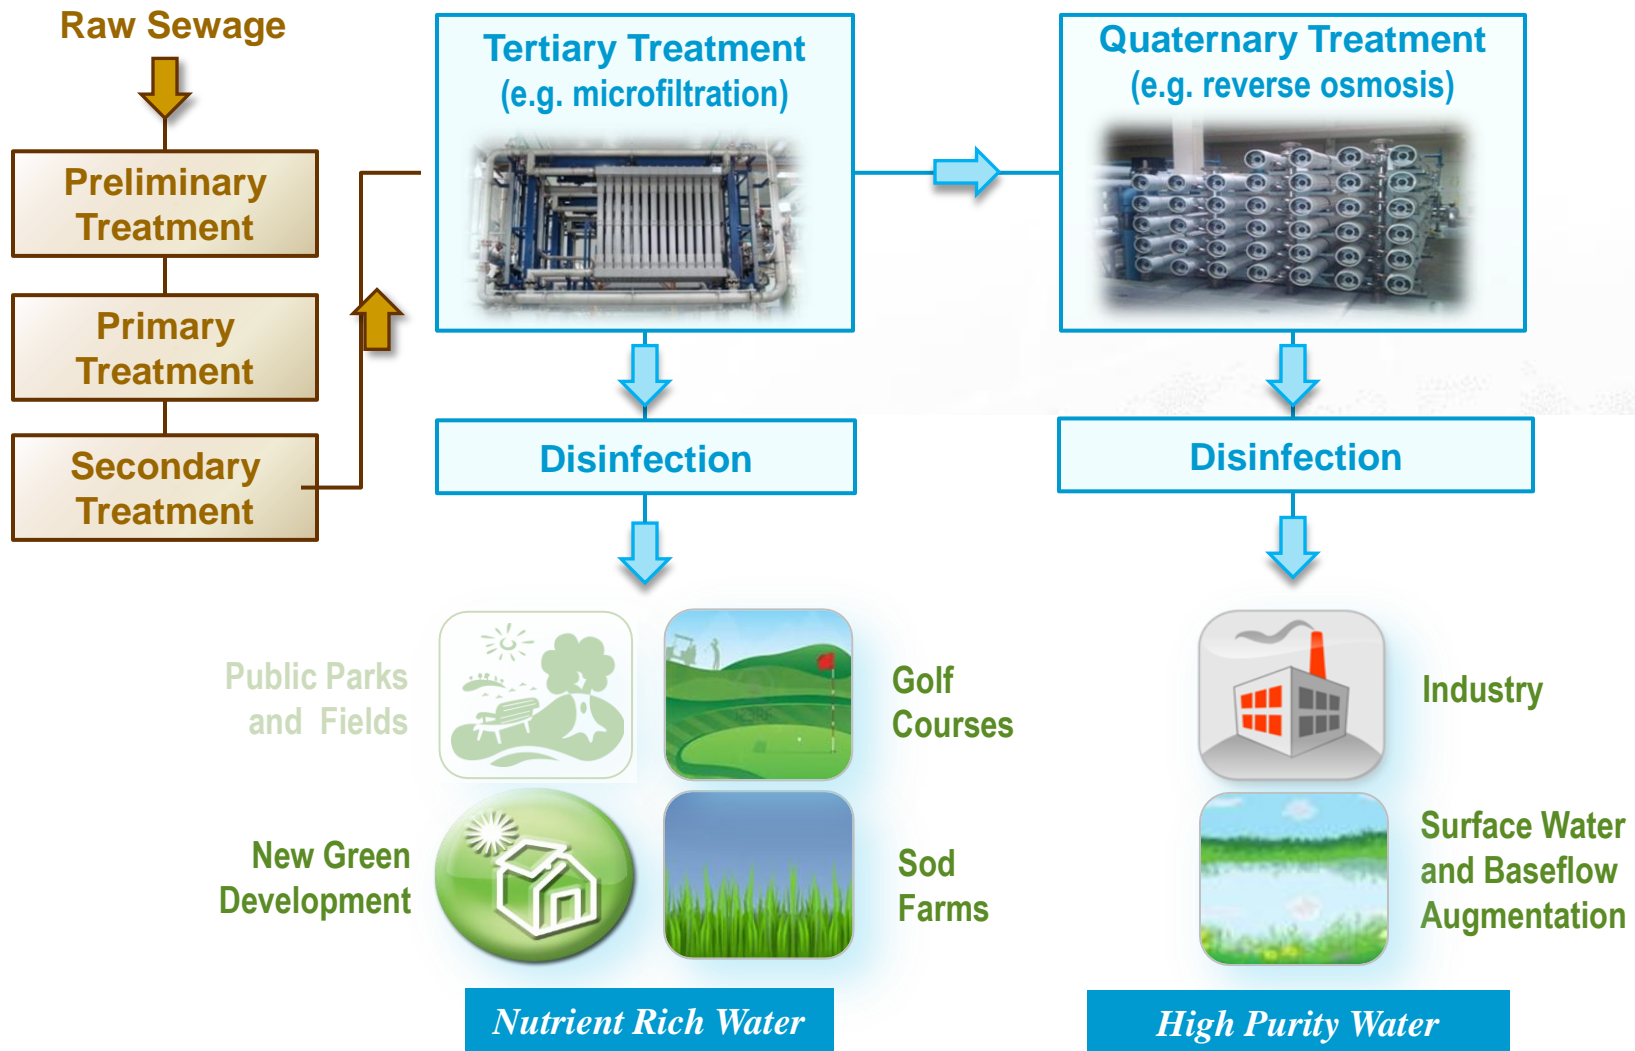 Raw Sewage
Preliminary
Treatment
Primary
Treatment
Secondary
Treatment
Tertiary Treatment
(e.g. microfiltration)
Quaternary Treatment
(e.g. reverse osmosis)
Disinfection
Disinfection
Public Parks
and Fields
Golf
Courses
New Green
Development
Sod
Farms
Nutrient Rich Water
Industry
Surface Water
and Baseflow
Augmentation
High Purity Water